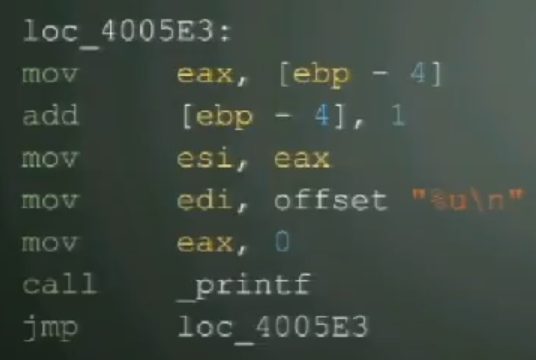 loc_4005E3:
mov eax, [ebp - 4]
add [ebp - 4], 1
mov esi, eax
mov edi, offset "%u\n"
mov eax, 0
call _printf
jmp loc_4005E3